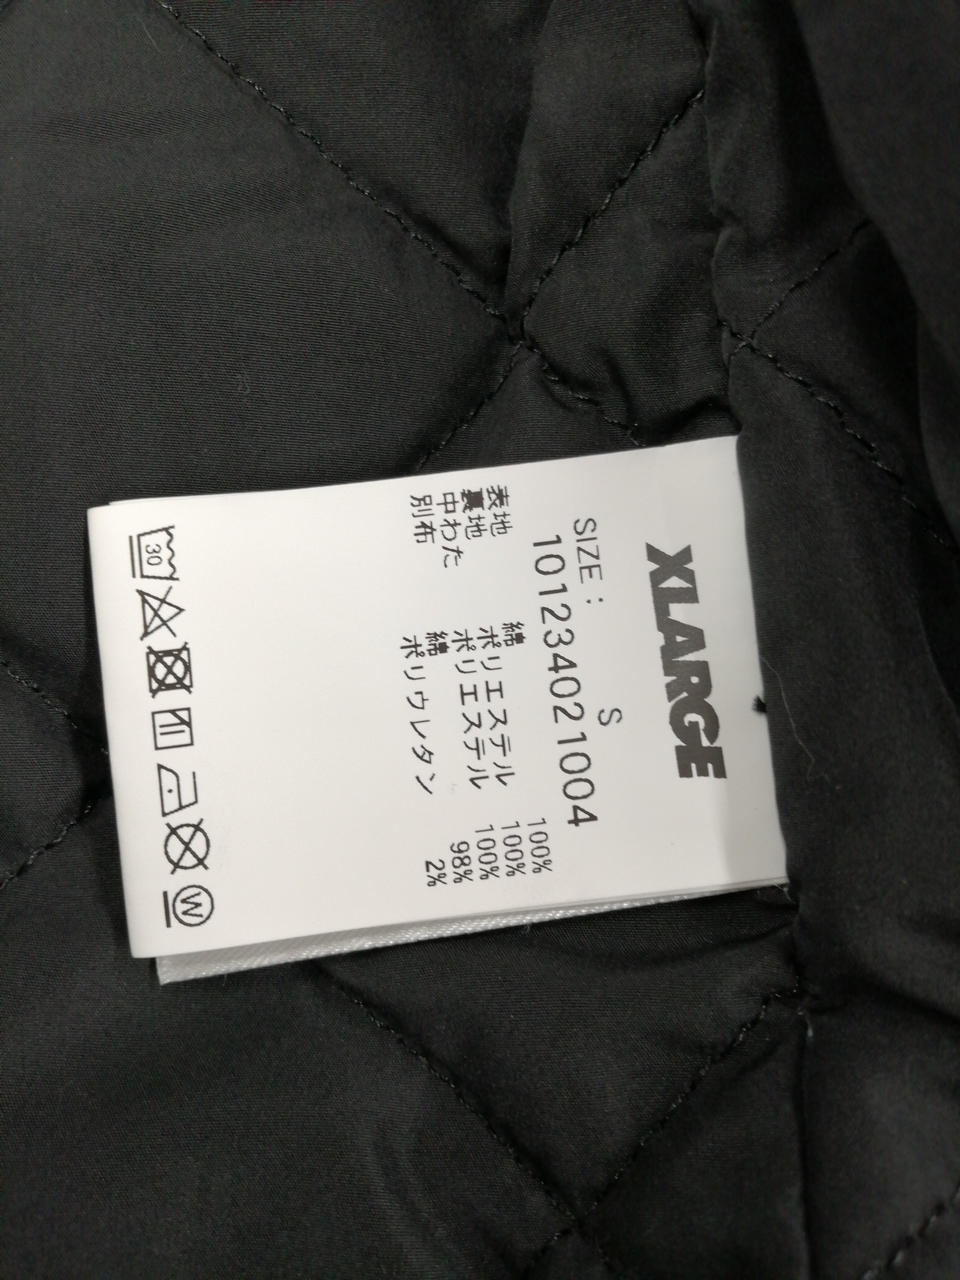 XLARGE
SIZE : S
101234021004
表地 綿 100%
裏地 ポリエステル 100%
中わた ポリエステル 100%
別布 綿 98%
ポリウレタン 2%
30
W